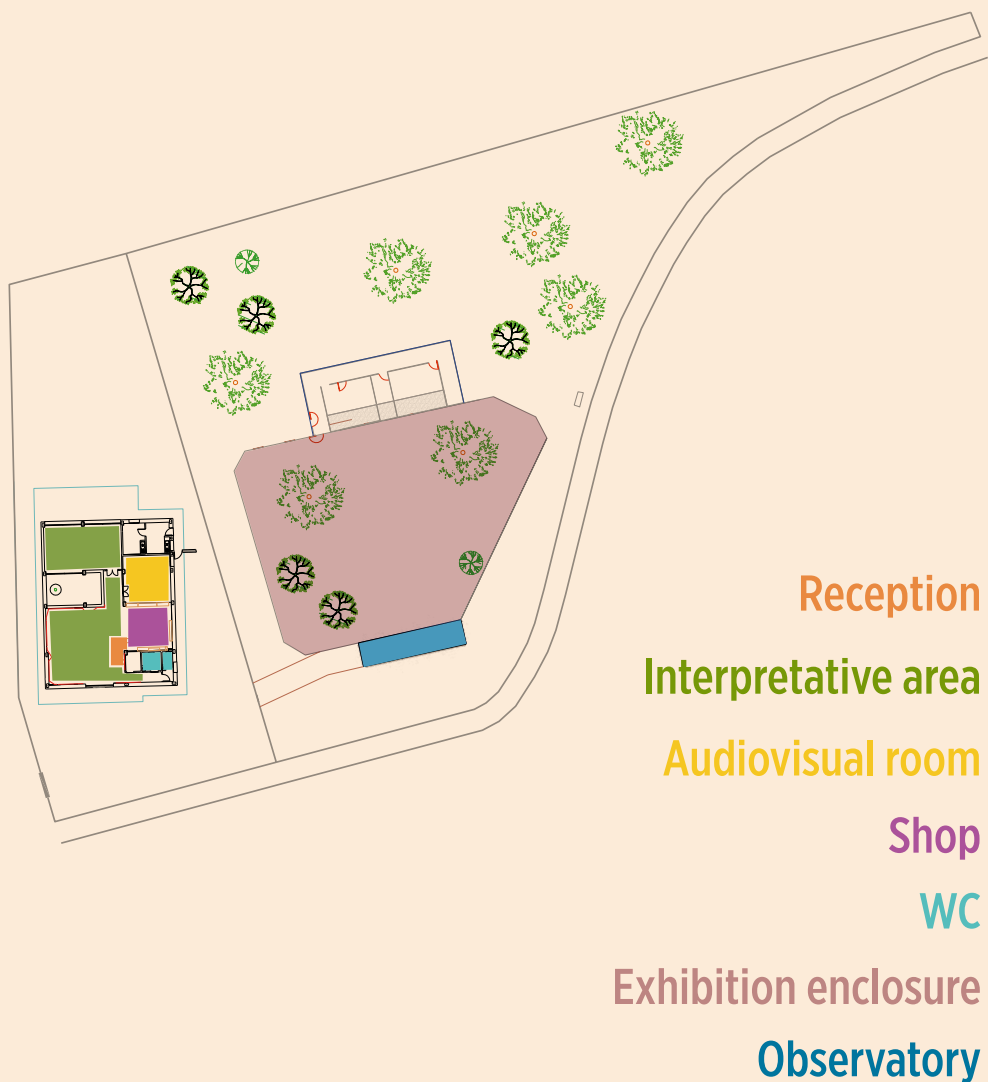 Reception
Interpretative area
Audiovisual room
Shop
WC
Exhibition enclosure
Observatory